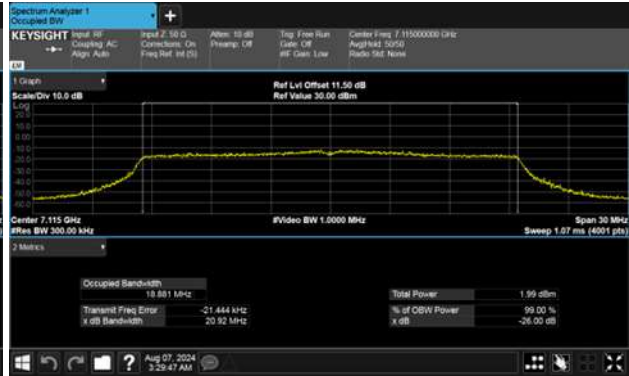 Spectrum Analyzer 1
Occupied BW
KEYSIGHT Input: RF
Coupling: AC
Align: Auto
Input Z: 50 Ω
Corrections: On
Freq Ref: Int (S)
Atten: 10 dB
Preamp: Off
Trig: Free Run
Gate: Off
#IF Gain: Low
Center Freq: 7.115000000 GHz
Avg|Hold: 50/50
Radio Std: None
1 Graph
Scale/Div 10.0 dB
Ref Lvl Offset 11.50 dB
Ref Value 30.00 dBm
Log
20.0
10.0
0.00
-10.0
-20.0
-30.0
-40.0
-50.0
-60.0
Center 7.115 GHz
#Res BW 300.00 kHz
#Video BW 1.0000 MHz
Span 30 MHz
Sweep 1.07 ms (4001 pts)
2 Metrics
Occupied Bandwidth
18.881 MHz
Transmit Freq Error -21.444 kHz
x dB Bandwidth 20.92 MHz
Total Power 1.99 dBm
% of OBW Power 99.00 %
x dB -26.00 dB
Aug 07, 2024
3:29:47 AM